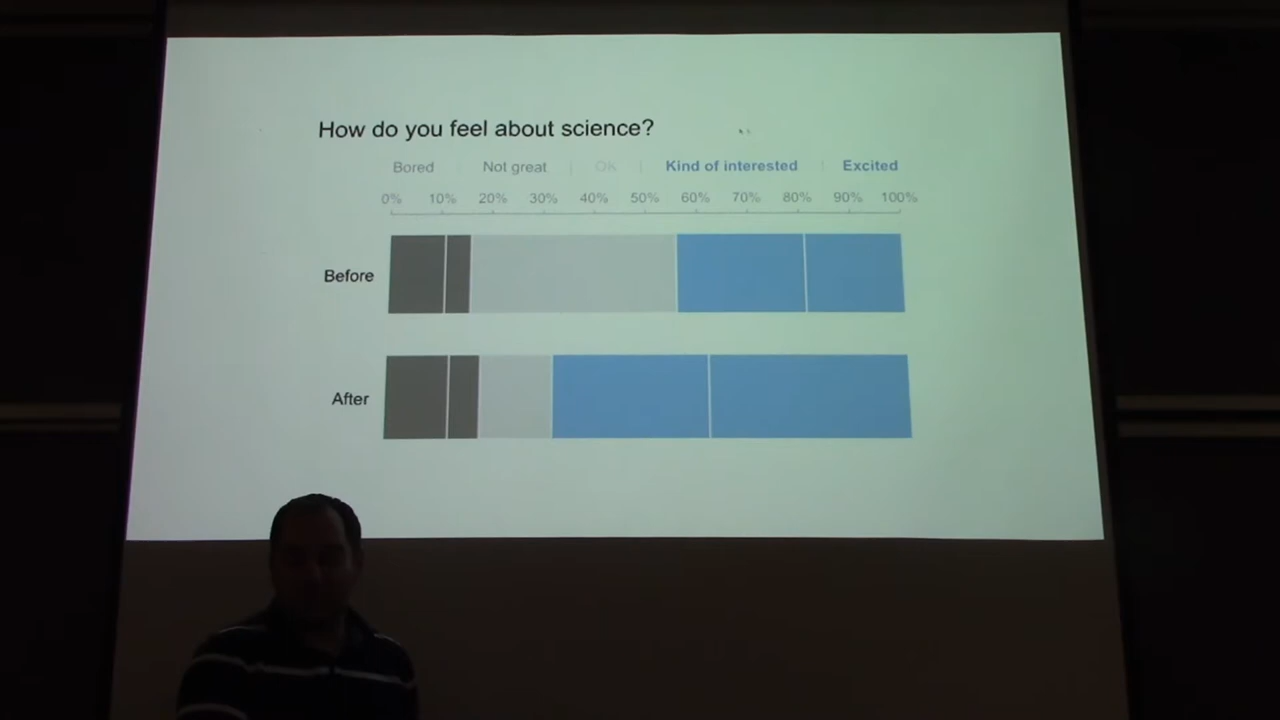 How do you feel about science?
Bored | Not great | OK | Kind of interested | Excited
0% 10% 20% 30% 40% 50% 60% 70% 80% 90% 100%
Before
After